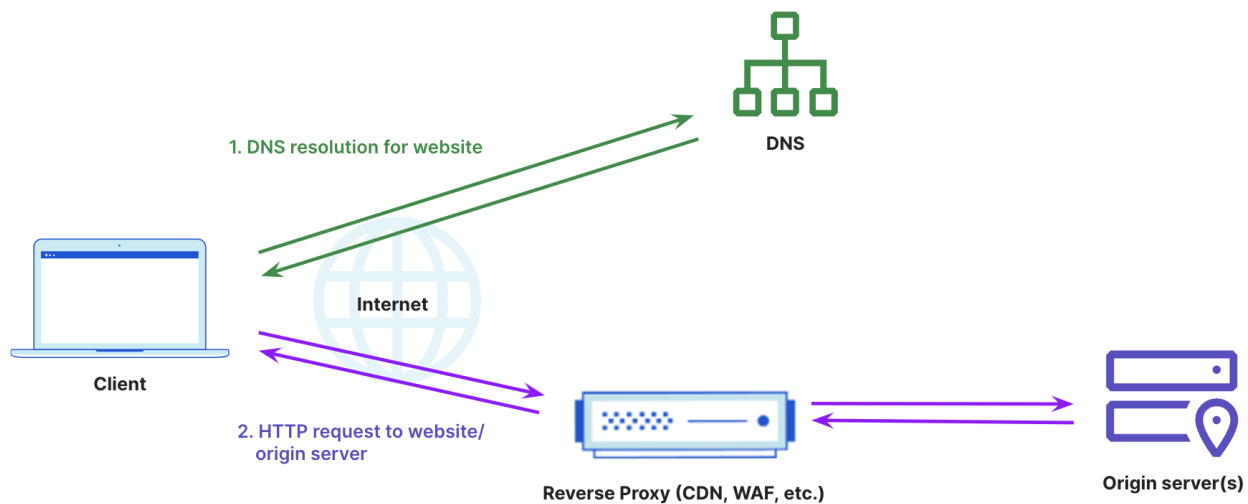 1. DNS resolution for website
DNS
Internet
Client
2. HTTP request to website/
origin server
Reverse Proxy (CDN, WAF, etc.)
Origin server(s)